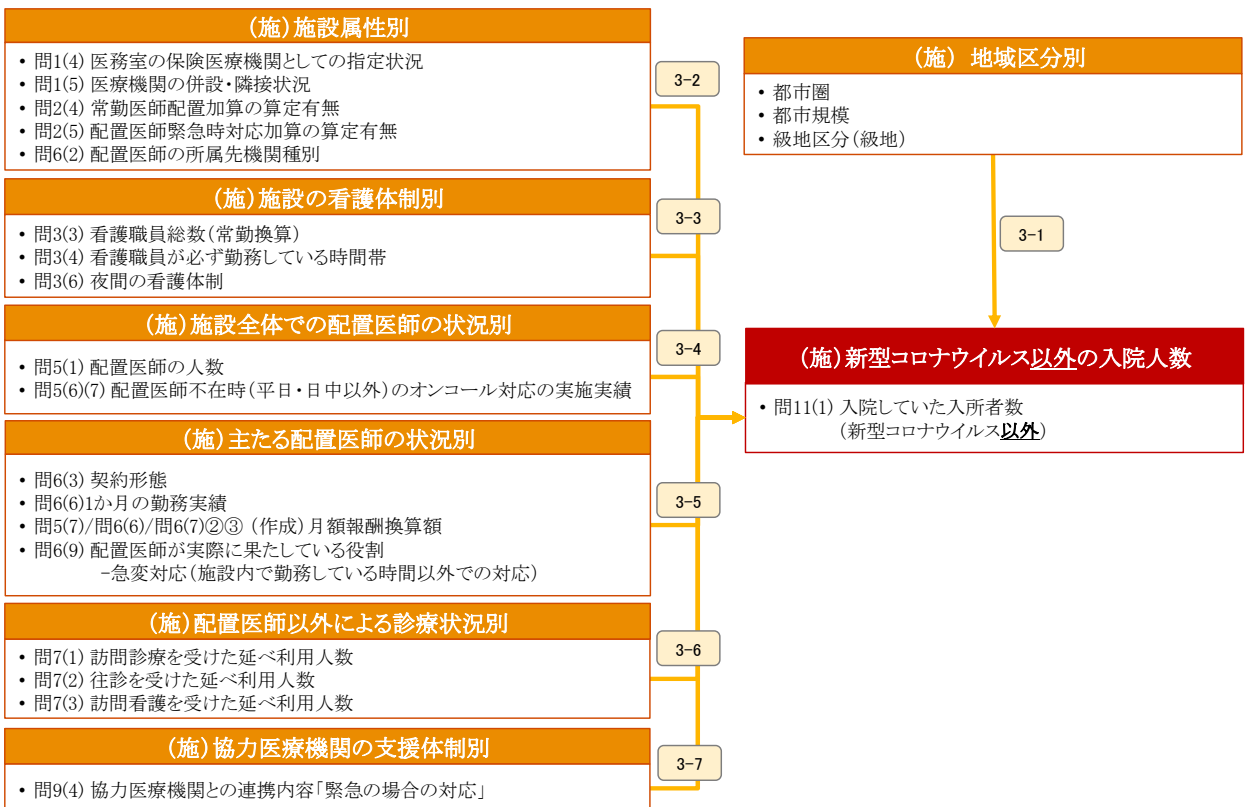 (施)施設属性別
• 問1(4) 医務室の保険医療機関としての指定状況
• 問1(5) 医療機関の併設・隣接状況
• 問2(4) 常勤医師配置加算の算定有無
• 問2(5) 配置医師緊急時対応加算の算定有無
• 問6(2) 配置医師の所属先機関種別
3-2
(施) 地域区分別
• 都市圏
• 都市規模
• 級地区分(級地)
3-1
(施)施設の看護体制別
• 問3(3) 看護職員総数(常勤換算)
• 問3(4) 看護職員が必ず勤務している時間帯
• 問3(6) 夜間の看護体制
3-3
(施)施設全体での配置医師の状況別
• 問5(1) 配置医師の人数
• 問5(6)(7) 配置医師不在時(平日・日中以外)のオンコール対応の実施実績
3-4
(施)新型コロナウイルス以外の入院人数
• 問11(1) 入院していた入所者数
(新型コロナウイルス以外)
(施)主たる配置医師の状況別
• 問6(3) 契約形態
• 問6(6)1か月の勤務実績
• 問5(7)/問6(6)/問6(7)②③ (作成)月額報酬換算額
• 問6(9) 配置医師が実際に果たしている役割
-急変対応(施設内で勤務している時間以外での対応)
3-5
(施)配置医師以外による診療状況別
• 問7(1) 訪問診療を受けた延べ利用人数
• 問7(2) 往診を受けた延べ利用人数
• 問7(3) 訪問看護を受けた延べ利用人数
3-6
(施)協力医療機関の支援体制別
• 問9(4) 協力医療機関との連携内容「緊急の場合の対応」
3-7